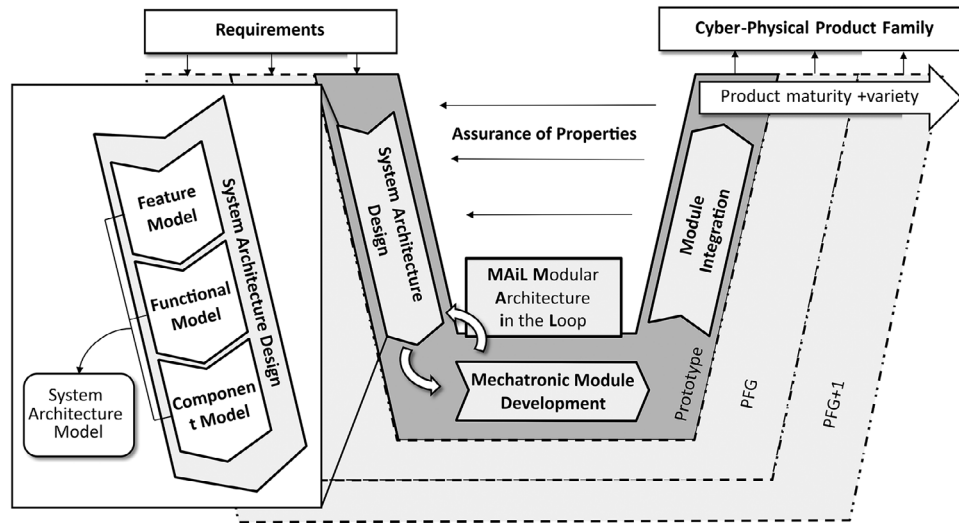 Requirements
Cyber-Physical Product Family
Product maturity +variety
Assurance of Properties
System Architecture
Design
Module
Integration
MAiL Modular
Architecture
in the Loop
Mechatronic Module
Development
Prototype
PFG
PFG+1
Feature
Model
Functional
Model
Componen
t Model
System Architecture Design
System
Architecture
Model